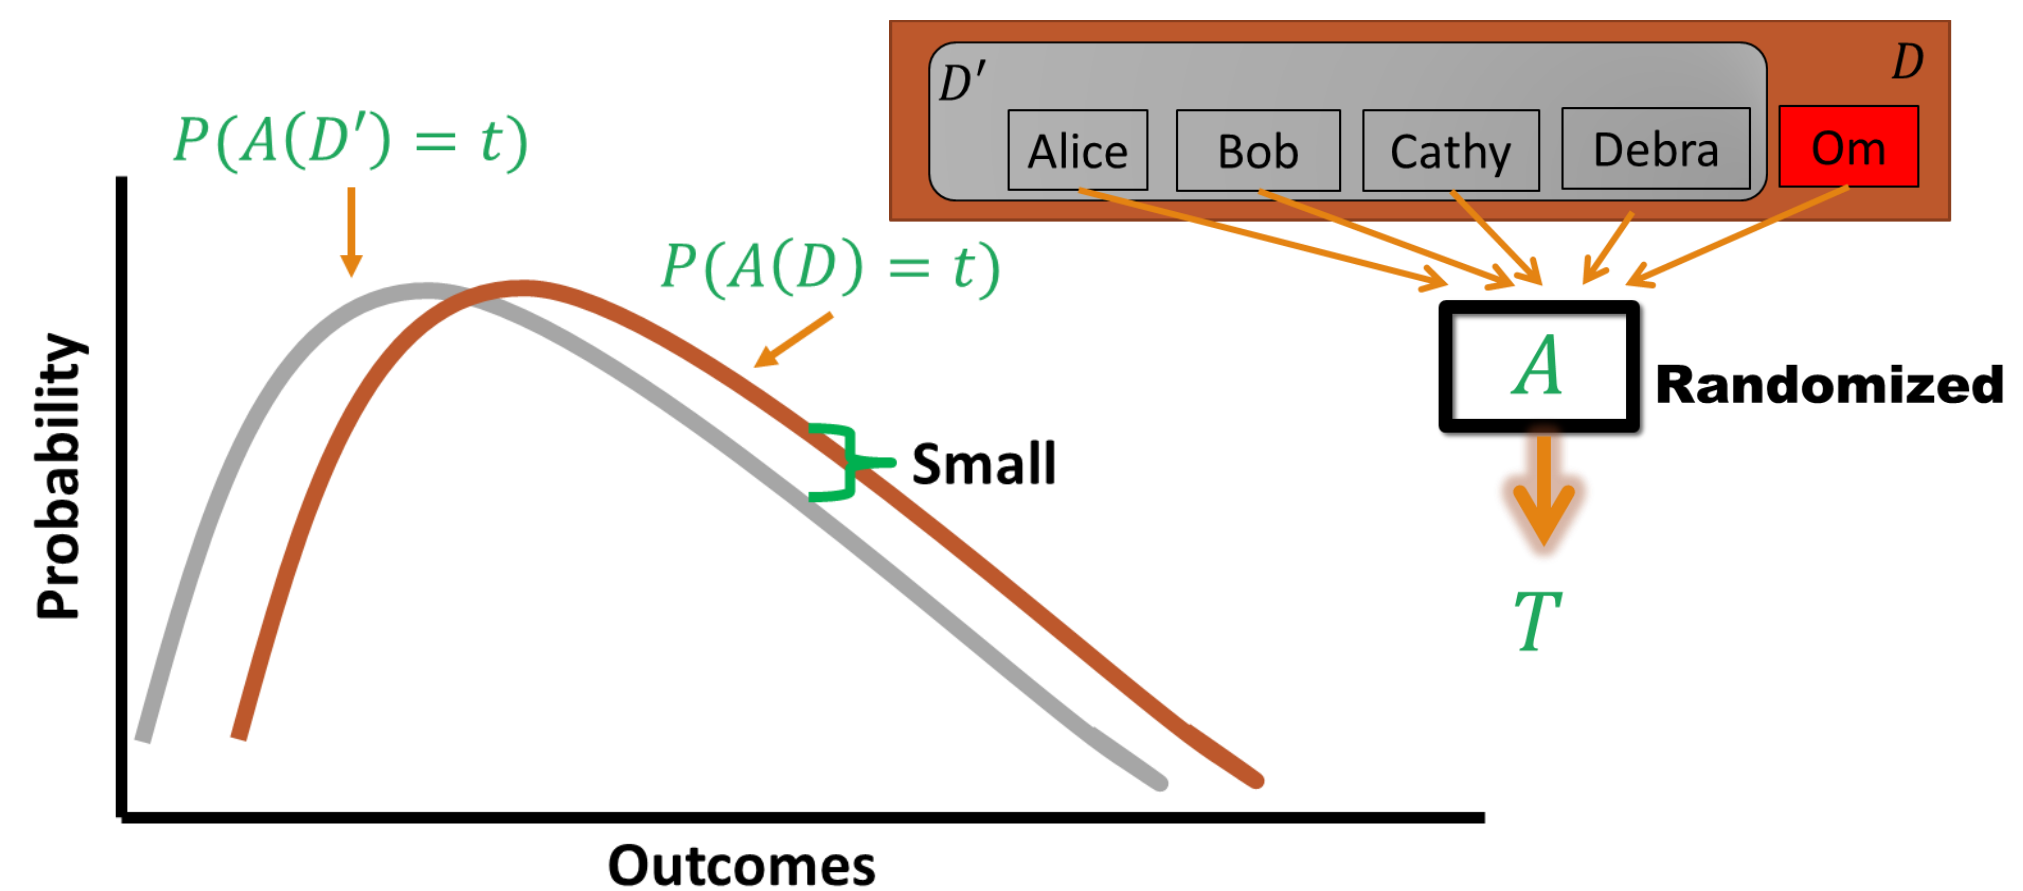 D′
D
Alice
Bob
Cathy
Debra
Om
P(A(D′) = t)
P(A(D) = t)
A
Randomized
Small
T
Probability
Outcomes